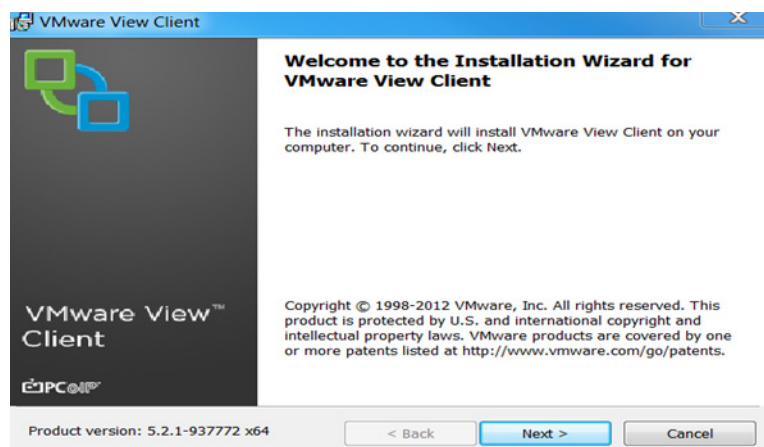 VMware View Client
Welcome to the Installation Wizard for
VMware View Client
The installation wizard will install VMware View Client on your
computer. To continue, click Next.
VMware View™
Client
PCoIP®
Copyright © 1998-2012 VMware, Inc. All rights reserved. This
product is protected by U.S. and international copyright and
intellectual property laws. VMware products are covered by one
or more patents listed at http://www.vmware.com/go/patents.
Product version: 5.2.1-937772 x64
< Back
Next >
Cancel